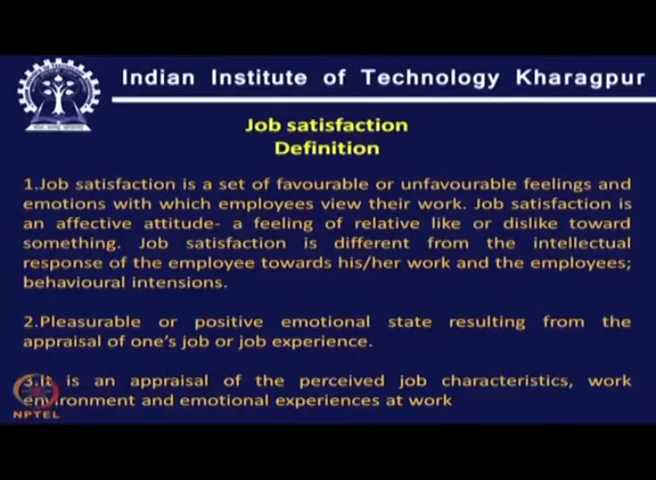 Indian Institute of Technology Kharagpur
Job satisfaction
Definition
1.Job satisfaction is a set of favourable or unfavourable feelings and
emotions with which employees view their work. Job satisfaction is
an affective attitude- a feeling of relative like or dislike toward
something. Job satisfaction is different from the intellectual
response of the employee towards his/her work and the employees;
behavioural intensions.
2.Pleasurable or positive emotional state resulting from the
appraisal of one's job or job experience.
3.It is an appraisal of the perceived job characteristics, work
environment and emotional experiences at work
NPTEL